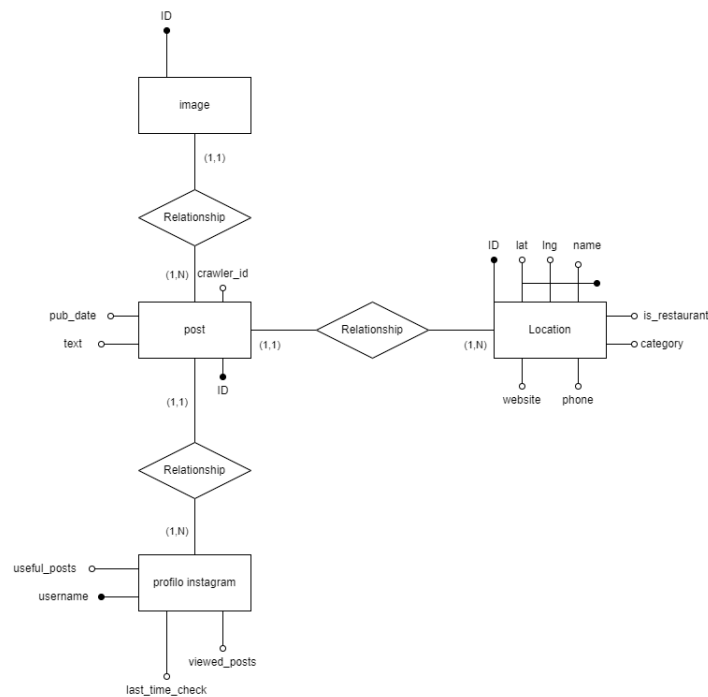 ID
image
(1,1)
Relationship
(1,N)
crawler_id
ID
lat
lng
name
pub_date
text
post
(1,1)
Relationship
(1,N)
Location
is_restaurant
category
ID
website
phone
(1,1)
Relationship
(1,N)
useful_posts
username
profilo instagram
viewed_posts
last_time_check